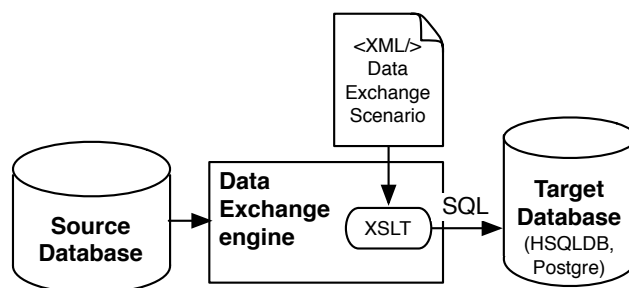 <XML/>
Data
Exchange
Scenario
Source
Database
Data
Exchange
engine
XSLT
SQL
Target
Database
(HSQLDB,
Postgre)